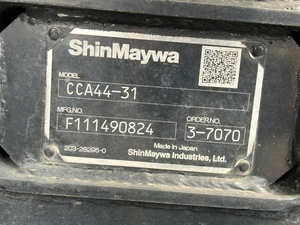 ShinMaywa
MODEL
CCA44-31
MFG.NO. ORDER.NO.
F111490824 3-7070
Made in Japan
203-28295-0 ShinMaywa Industries, Ltd.